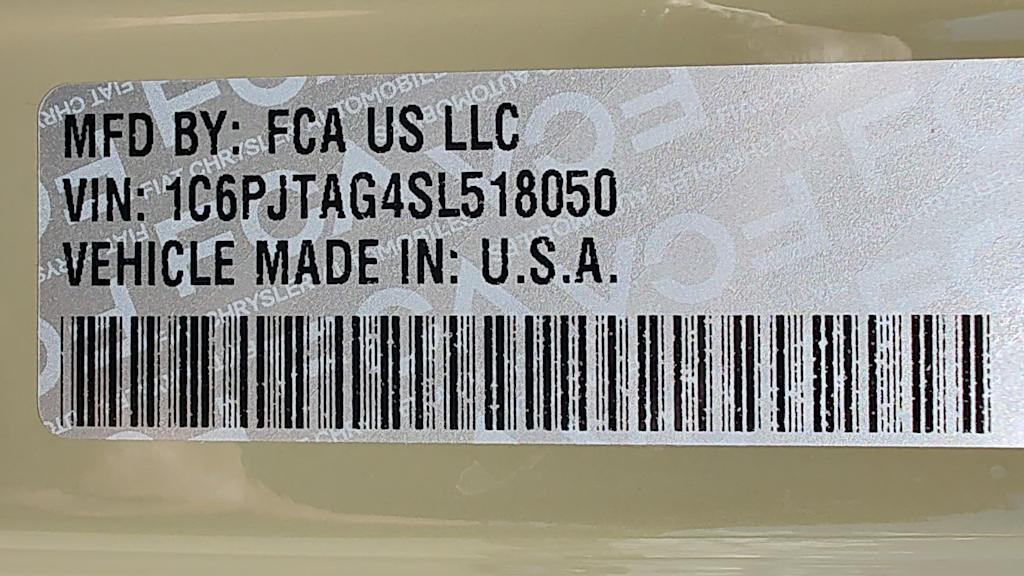 MFD BY: FCA US LLC
VIN: 1C6PJTAG4SL518050
VEHICLE MADE IN: U.S.A.